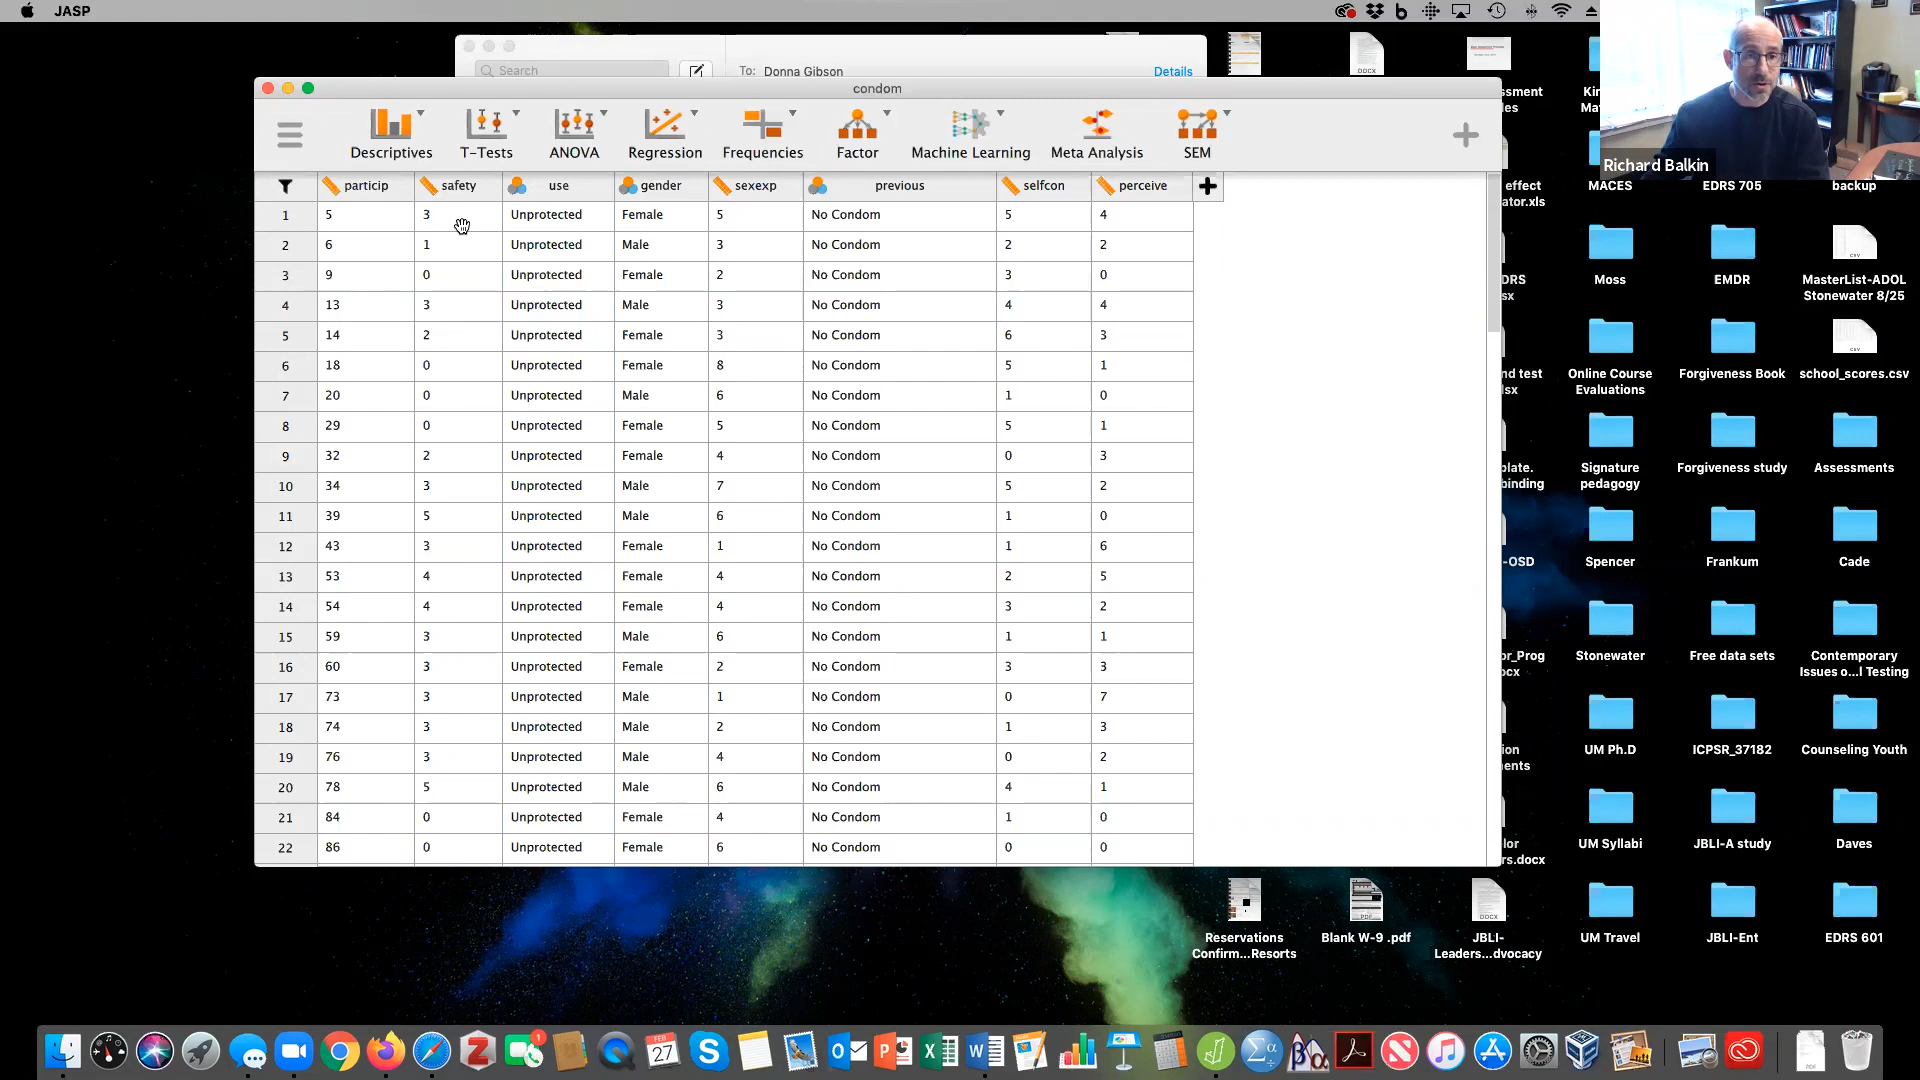 JASP
Search
To: Donna Gibson
Details
condom
Descriptives
T-Tests
ANOVA
Regression
Frequencies
Factor
Machine Learning
Meta Analysis
SEM
particip safety use gender sexexp previous selfcon perceive
1 5 3 Unprotected Female 5 No Condom 5 4
2 6 1 Unprotected Male 3 No Condom 2 2
3 9 0 Unprotected Female 2 No Condom 3 0
4 13 3 Unprotected Male 3 No Condom 4 4
5 14 2 Unprotected Female 3 No Condom 6 3
6 18 0 Unprotected Female 8 No Condom 5 1
7 20 0 Unprotected Male 6 No Condom 1 0
8 29 0 Unprotected Female 5 No Condom 5 1
9 32 2 Unprotected Female 4 No Condom 0 3
10 34 3 Unprotected Male 7 No Condom 5 2
11 39 5 Unprotected Male 6 No Condom 1 0
12 43 3 Unprotected Female 1 No Condom 1 6
13 53 4 Unprotected Female 4 No Condom 2 5
14 54 4 Unprotected Female 4 No Condom 3 2
15 59 3 Unprotected Male 6 No Condom 1 1
16 60 3 Unprotected Female 2 No Condom 3 3
17 73 3 Unprotected Male 1 No Condom 0 7
18 74 3 Unprotected Male 2 No Condom 1 3
19 76 3 Unprotected Male 4 No Condom 0 2
20 78 5 Unprotected Male 6 No Condom 4 1
21 84 0 Unprotected Female 4 No Condom 1 0
22 86 0 Unprotected Female 6 No Condom 0 0
Richard Balkin
DOCX
MACES
EDRS 705
backup
effect
ator.xls
Moss
EMDR
MasterList-ADOL
Stonewater 8/25
CSV
nd test
Online Course
Evaluations
Forgiveness Book
school_scores.csv
CSV
plate.
binding
Signature
pedagogy
Forgiveness study
Assessments
-OSD
Spencer
Frankum
Cade
Stonewater
Free data sets
Contemporary
Issues o...l Testing
UM Ph.D
ICPSR_37182
Counseling Youth
UM Syllabi
JBLI-A study
Daves
Reservations
Confirm...Resorts
PDF
Blank W-9 .pdf
DOCX
JBLI-
Leaders...dvocacy
UM Travel
JBLI-Ent
EDRS 601
1
FEB
27